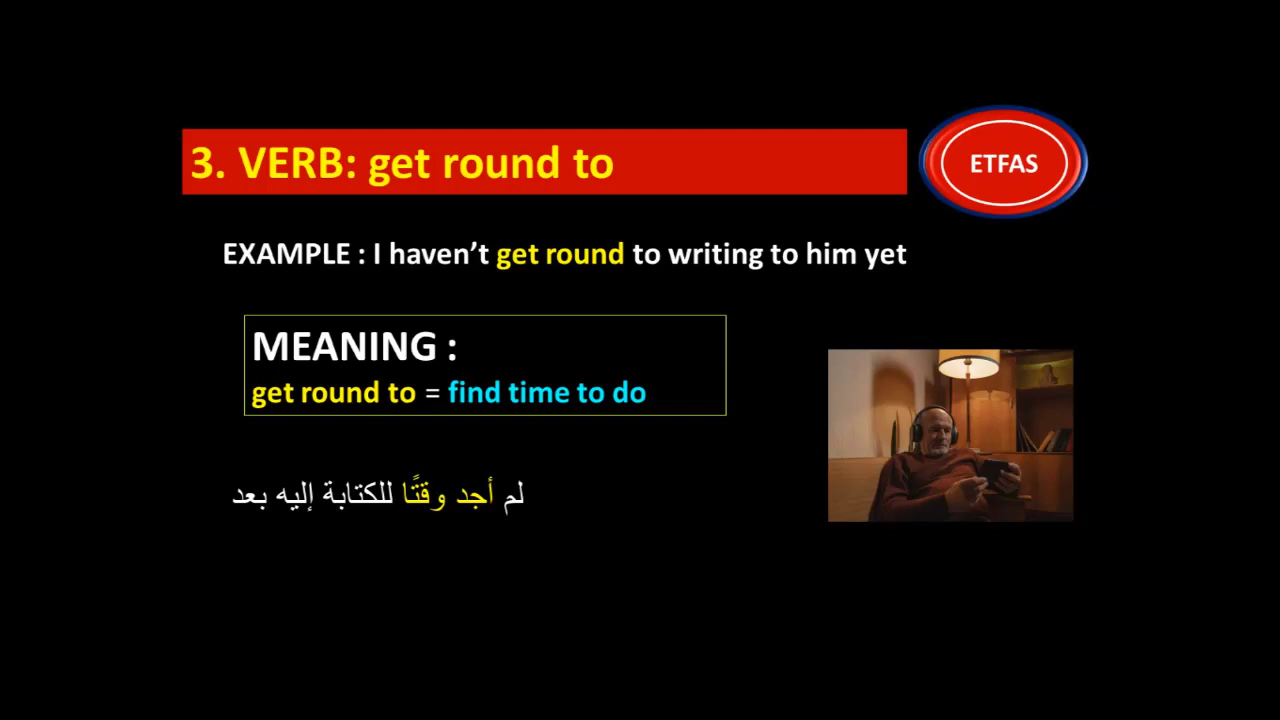 3. VERB: get round to
ETFAS
EXAMPLE : I haven’t get round to writing to him yet
MEANING :
get round to = find time to do
لم أجد وقتًا للكتابة إليه بعد